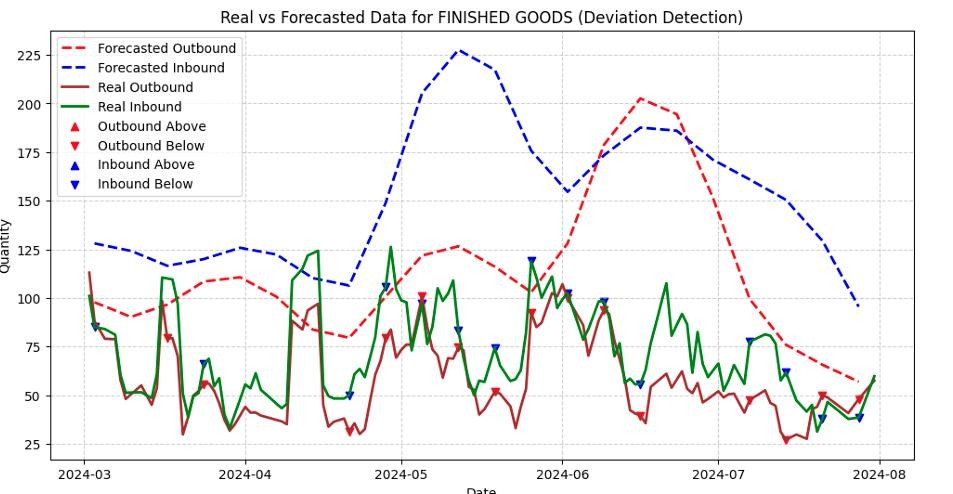 Real vs Forecasted Data for FINISHED GOODS (Deviation Detection)
Forecasted Outbound
Forecasted Inbound
Real Outbound
Real Inbound
Outbound Above
Outbound Below
Inbound Above
Inbound Below
Quantity
225
200
175
150
125
100
75
50
25
2024-03
2024-04
2024-05
2024-06
2024-07
2024-08
Date